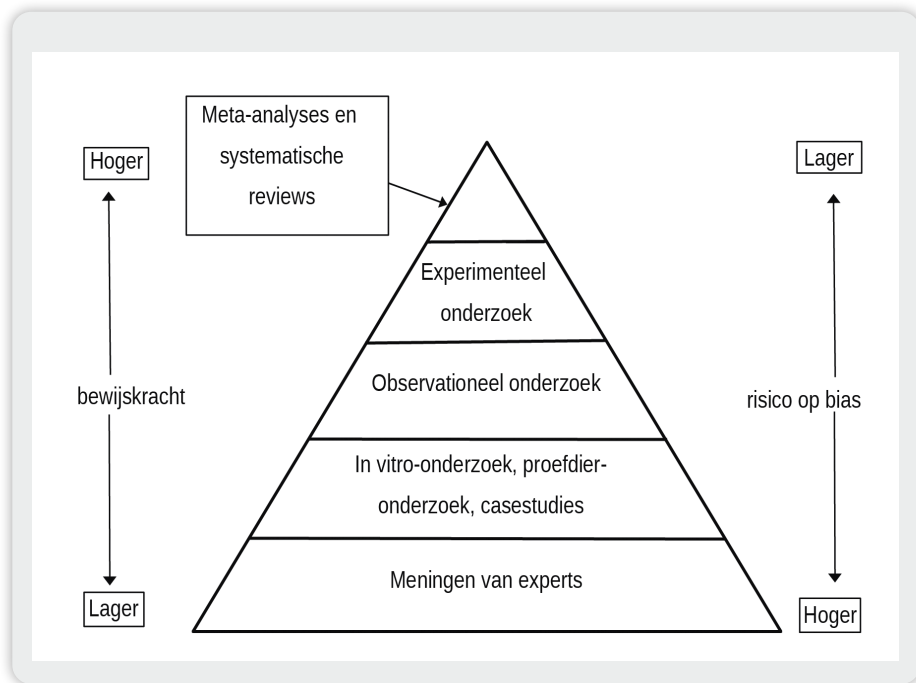 Meta-analyses en
systematische
reviews
Hoger
Lager
Experimenteel
onderzoek
Observationeel onderzoek
bewijskracht
risico op bias
In vitro-onderzoek, proefdier-
onderzoek, casestudies
Meningen van experts
Lager
Hoger